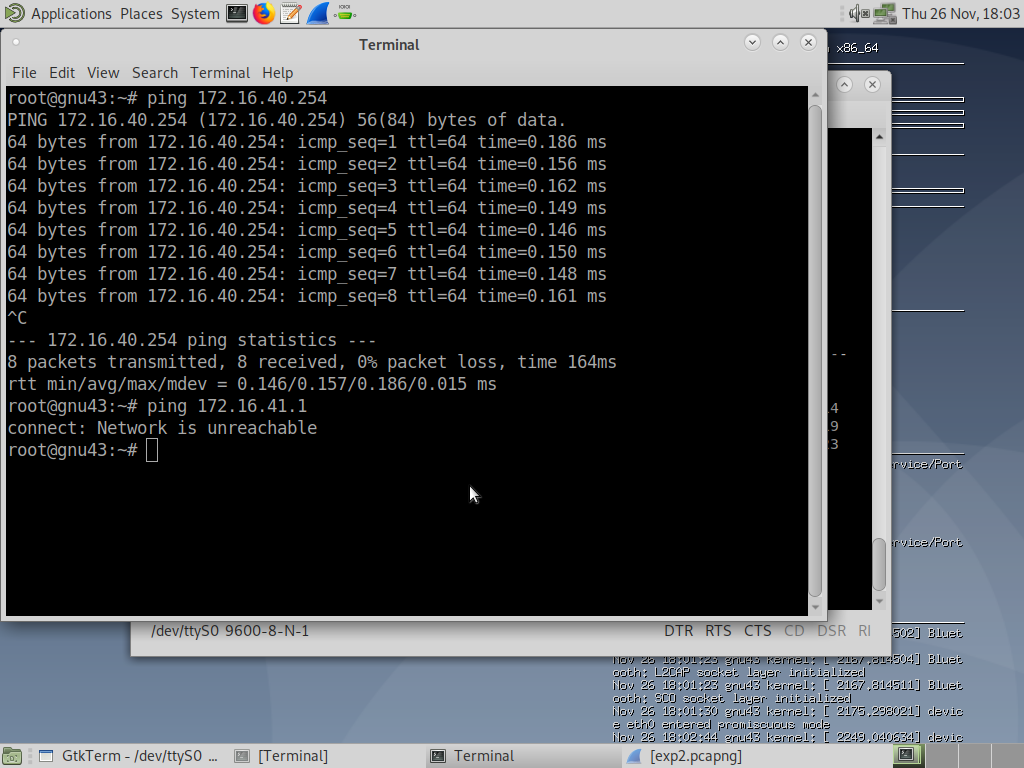 Applications Places System Thu 26 Nov, 18:03
Terminal
x86_64
File Edit View Search Terminal Help
root@gnu43:~# ping 172.16.40.254
PING 172.16.40.254 (172.16.40.254) 56(84) bytes of data.
64 bytes from 172.16.40.254: icmp_seq=1 ttl=64 time=0.186 ms
64 bytes from 172.16.40.254: icmp_seq=2 ttl=64 time=0.156 ms
64 bytes from 172.16.40.254: icmp_seq=3 ttl=64 time=0.162 ms
64 bytes from 172.16.40.254: icmp_seq=4 ttl=64 time=0.149 ms
64 bytes from 172.16.40.254: icmp_seq=5 ttl=64 time=0.146 ms
64 bytes from 172.16.40.254: icmp_seq=6 ttl=64 time=0.150 ms
64 bytes from 172.16.40.254: icmp_seq=7 ttl=64 time=0.148 ms
64 bytes from 172.16.40.254: icmp_seq=8 ttl=64 time=0.161 ms
^C
--- 172.16.40.254 ping statistics ---
8 packets transmitted, 8 received, 0% packet loss, time 164ms
rtt min/avg/max/mdev = 0.146/0.157/0.186/0.015 ms
root@gnu43:~# ping 172.16.41.1
connect: Network is unreachable
root@gnu43:~#
--
4
9
23
rvice/Port
rvice/Port
/dev/ttyS0 9600-8-N-1 DTR RTS CTS CD DSR RI
502] Bluet
Nov 26 18:01:23 gnu43 kernel: [ 2167.814504] Bluet
ooth: L2CAP socket layer initialized
Nov 26 18:01:23 gnu43 kernel: [ 2167.814511] Bluet
ooth: SCO socket layer initialized
Nov 26 18:01:30 gnu43 kernel: [ 2175.298021] devic
e eth0 entered promiscuous mode
Nov 26 18:02:44 gnu43 kernel: [ 2249.040634] devic
GtkTerm - /dev/ttyS0 ... [Terminal] Terminal [exp2.pcapng]